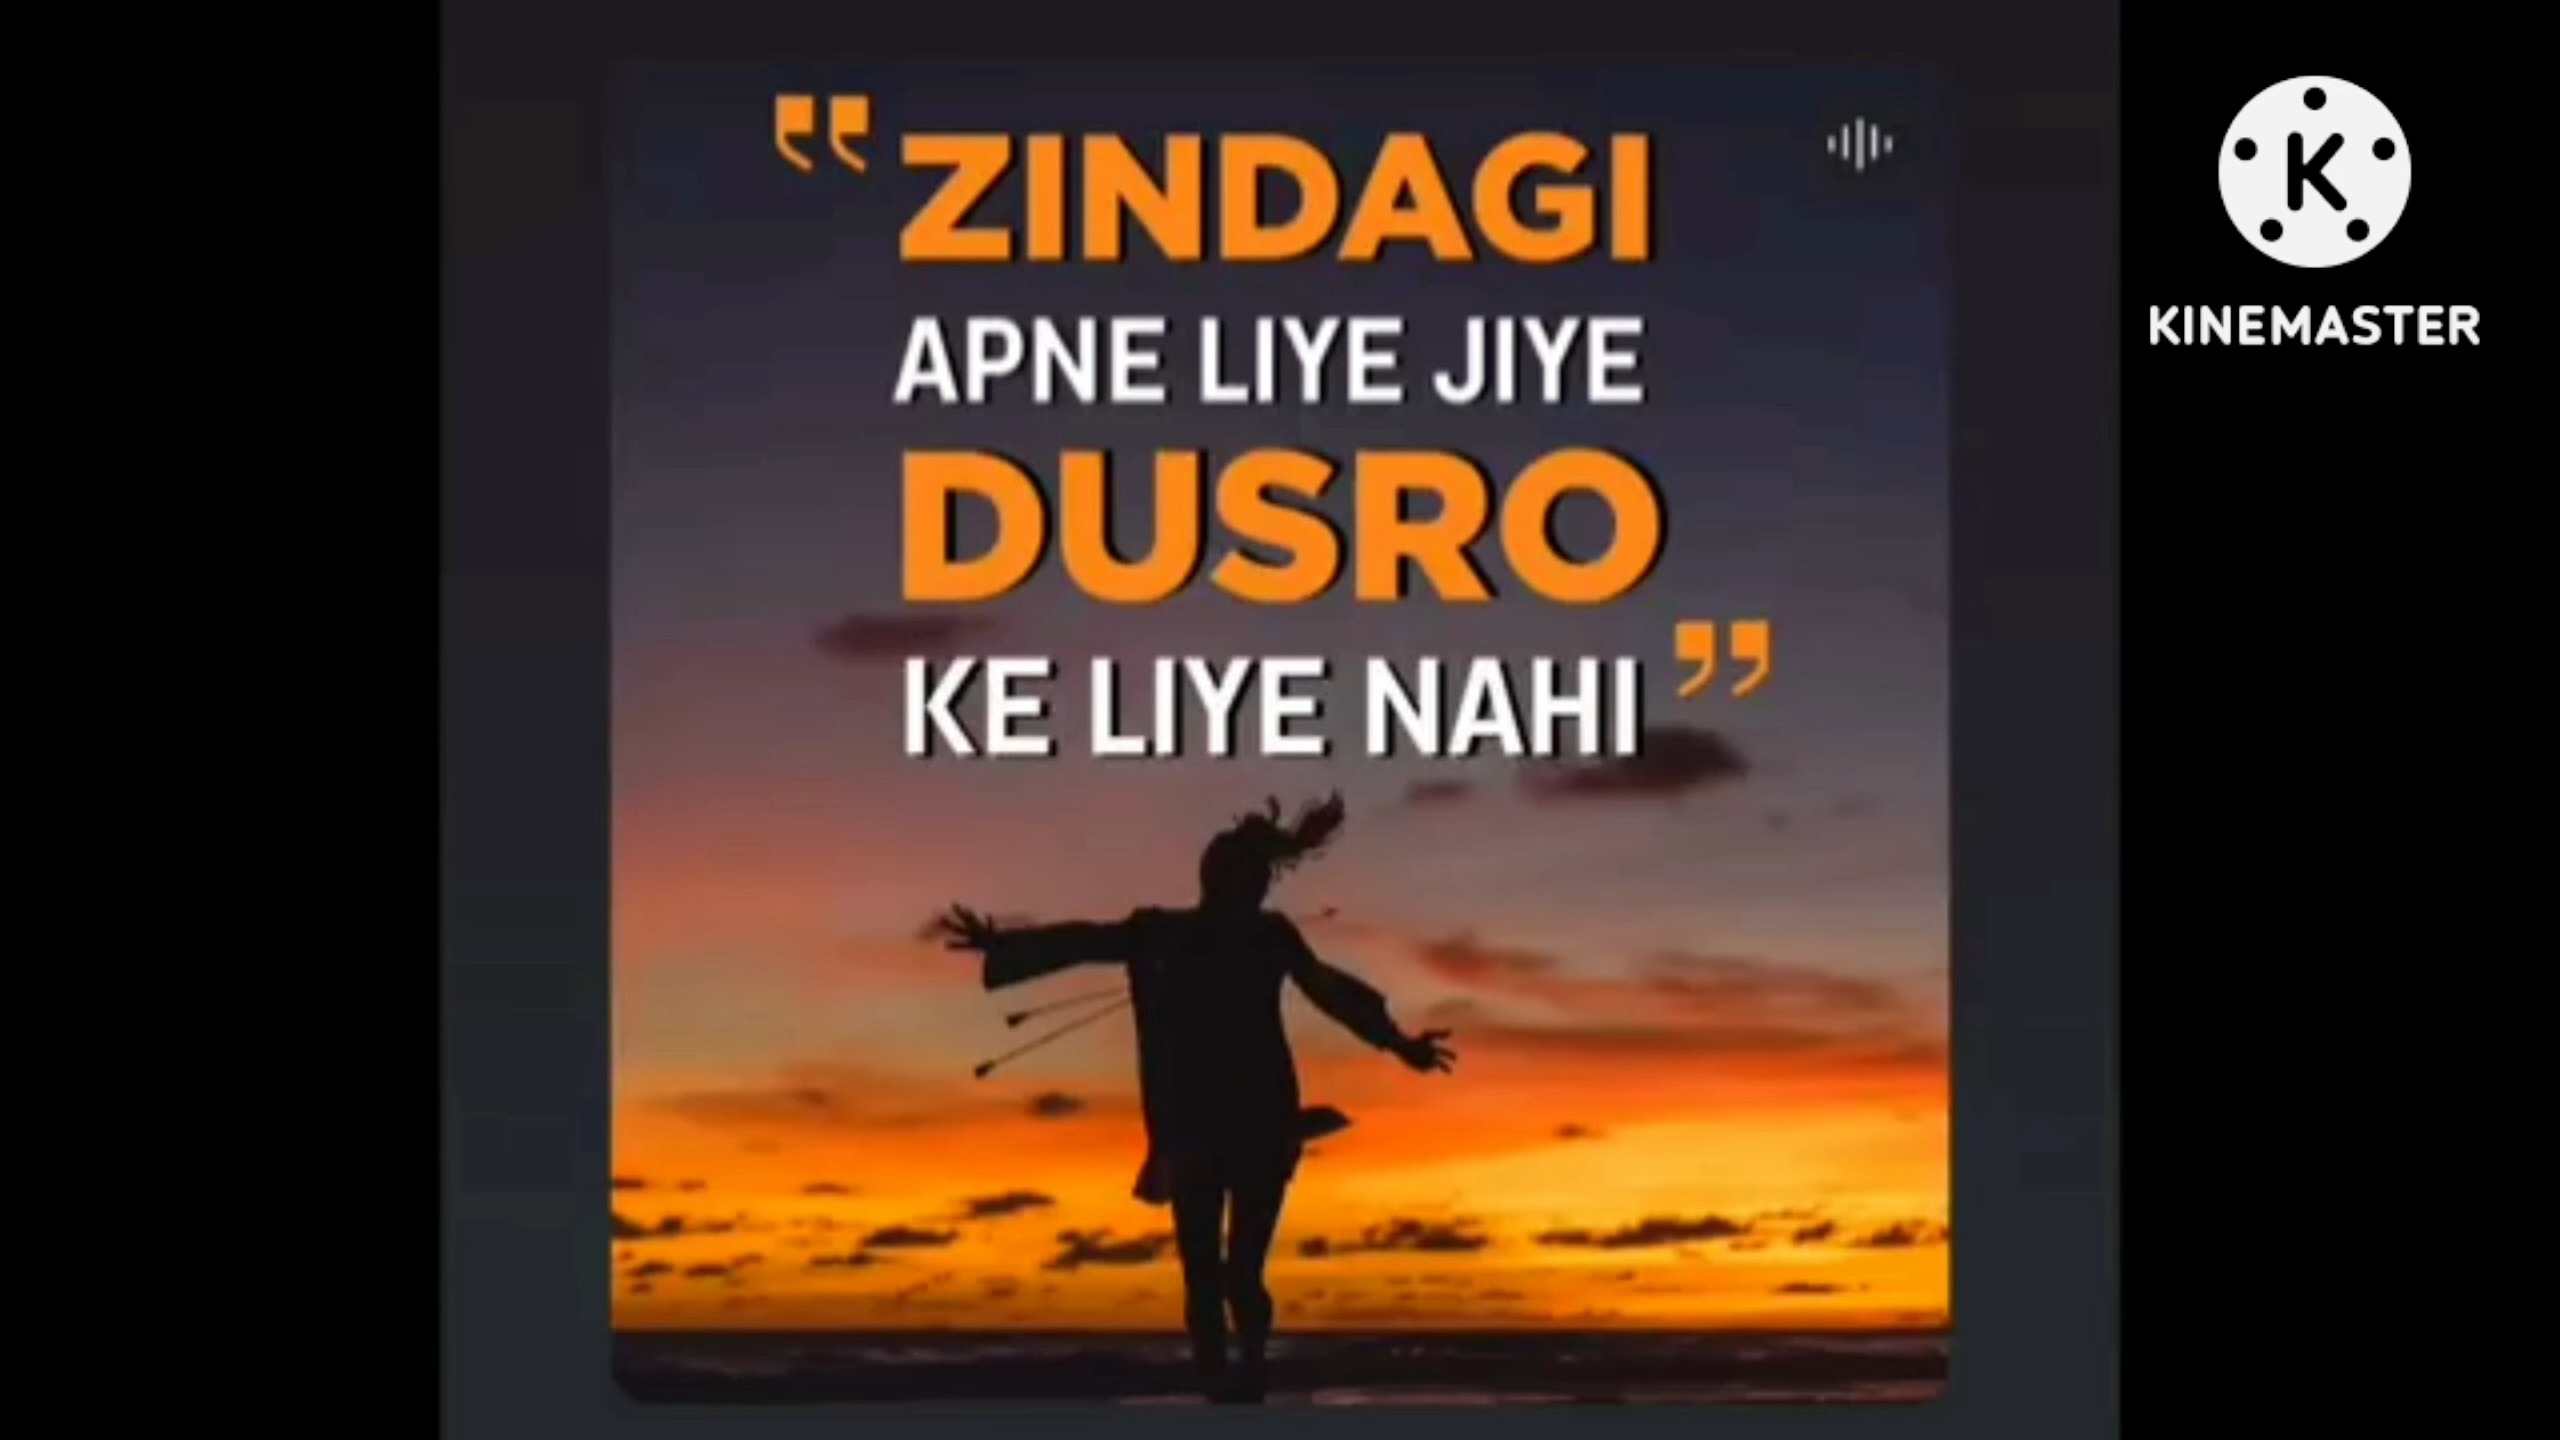 “ZINDAGI
APNE LIYE JIYE
DUSRO
KE LIYE NAHI”
K
KINEMASTER